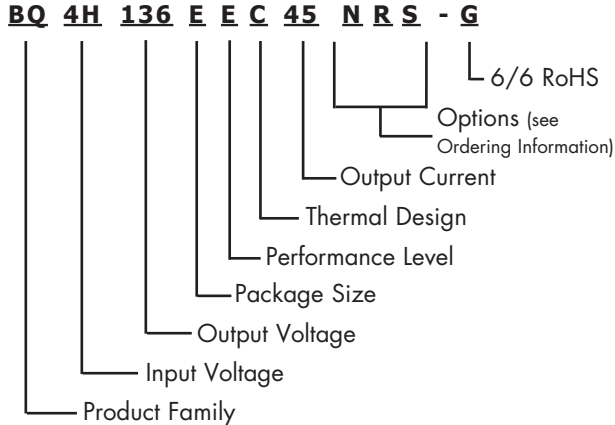 BQ 4H 136 E E C 45 N R S - G
6/6 RoHS
Options (see
Ordering Information)
Output Current
Thermal Design
Performance Level
Package Size
Output Voltage
Input Voltage
Product Family